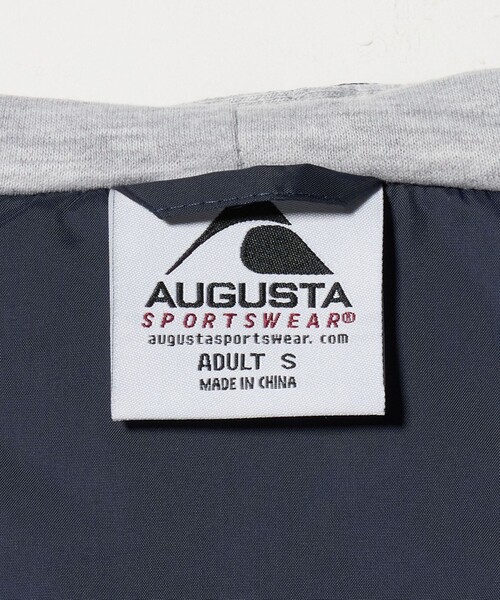 AUGUSTA
SPORTSWEAR®
augustasportswear.com
ADULT S
MADE IN CHINA